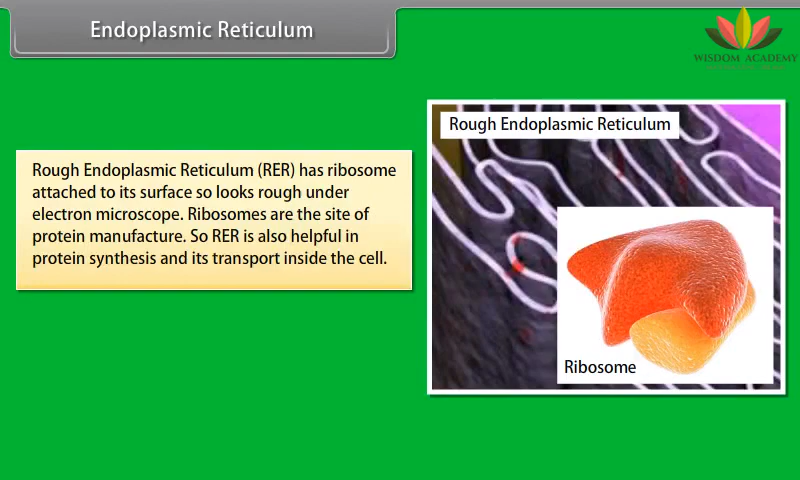 Endoplasmic Reticulum
WISDOM ACADEMY
Rough Endoplasmic Reticulum
Rough Endoplasmic Reticulum (RER) has ribosome
attached to its surface so looks rough under
electron microscope. Ribosomes are the site of
protein manufacture. So RER is also helpful in
protein synthesis and its transport inside the cell.
Ribosome